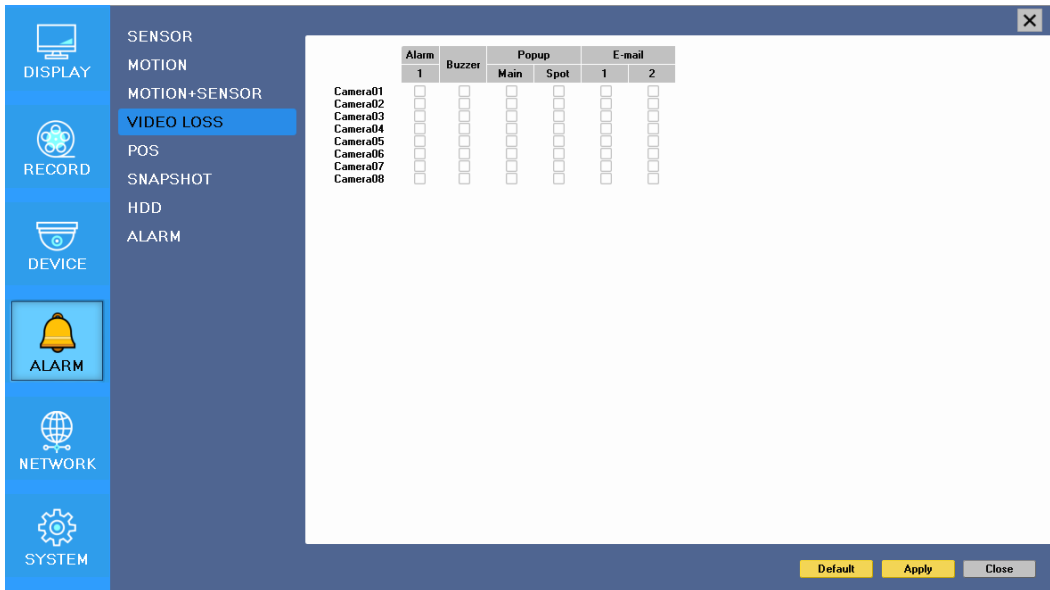 DISPLAY
RECORD
DEVICE
ALARM
NETWORK
SYSTEM
SENSOR
MOTION
MOTION+SENSOR
VIDEO LOSS
POS
SNAPSHOT
HDD
ALARM
Alarm Buzzer Popup E-mail
1 Main Spot 1 2
Camera01
Camera02
Camera03
Camera04
Camera05
Camera06
Camera07
Camera08
Default Apply Close